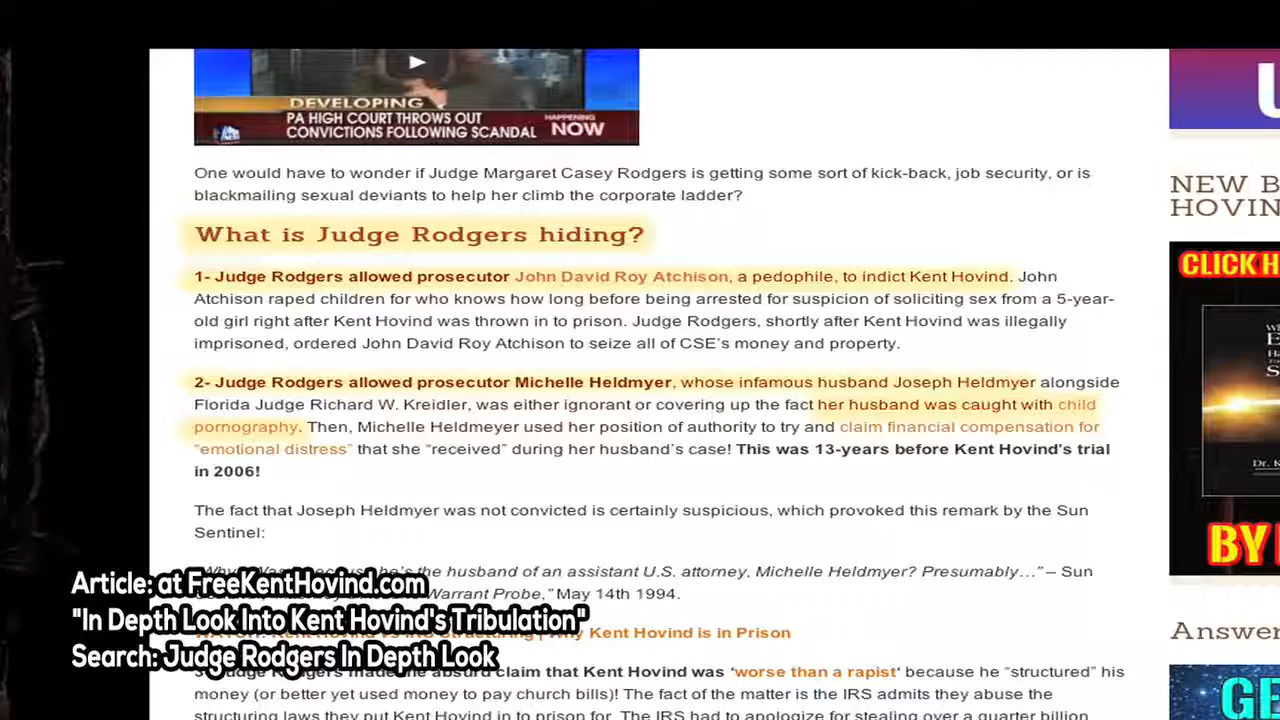 DEVELOPING
PA HIGH COURT THROWS OUT
CONVICTIONS FOLLOWING SCANDAL
HAPPENING
NOW
One would have to wonder if Judge Margaret Casey Rodgers is getting some sort of kick-back, job security, or is
blackmailing sexual deviants to help her climb the corporate ladder?
What is Judge Rodgers hiding?
1- Judge Rodgers allowed prosecutor John David Roy Atchison, a pedophile, to indict Kent Hovind. John
Atchison raped children for who knows how long before being arrested for suspicion of soliciting sex from a 5-year-
old girl right after Kent Hovind was thrown in to prison. Judge Rodgers, shortly after Kent Hovind was illegally
imprisoned, ordered John David Roy Atchison to seize all of CSE's money and property.
2- Judge Rodgers allowed prosecutor Michelle Heldmyer, whose infamous husband Joseph Heldmyer alongside
Florida Judge Richard W. Kreidler, was either ignorant or covering up the fact her husband was caught with child
pornography. Then, Michelle Heldmeyer used her position of authority to try and claim financial compensation for
"emotional distress" that she "received" during her husband's case! This was 13-years before Kent Hovind's trial
in 2006!
The fact that Joseph Heldmyer was not convicted is certainly suspicious, which provoked this remark by the Sun
Sentinel:
he's the husband of an assistant U.S. attorney, Michelle Heldmyer? Presumably…" – Sun
Warrant Probe," May 14th 1994.
Kent Hovind is in Prison
claim that Kent Hovind was 'worse than a rapist' because he "structured" his
money (or better yet used money to pay church bills)! The fact of the matter is the IRS admits they abuse the
structuring laws they put Kent Hovind in to prison for. The IRS had to apologize for stealing over a quarter billion
Article: at FreeKentHovind.com
"In Depth Look Into Kent Hovind's Tribulation"
Search: Judge Rodgers In Depth Look
U
NEW B
HOVIN
CLICK H
Dr. K
BY
Answer
GE